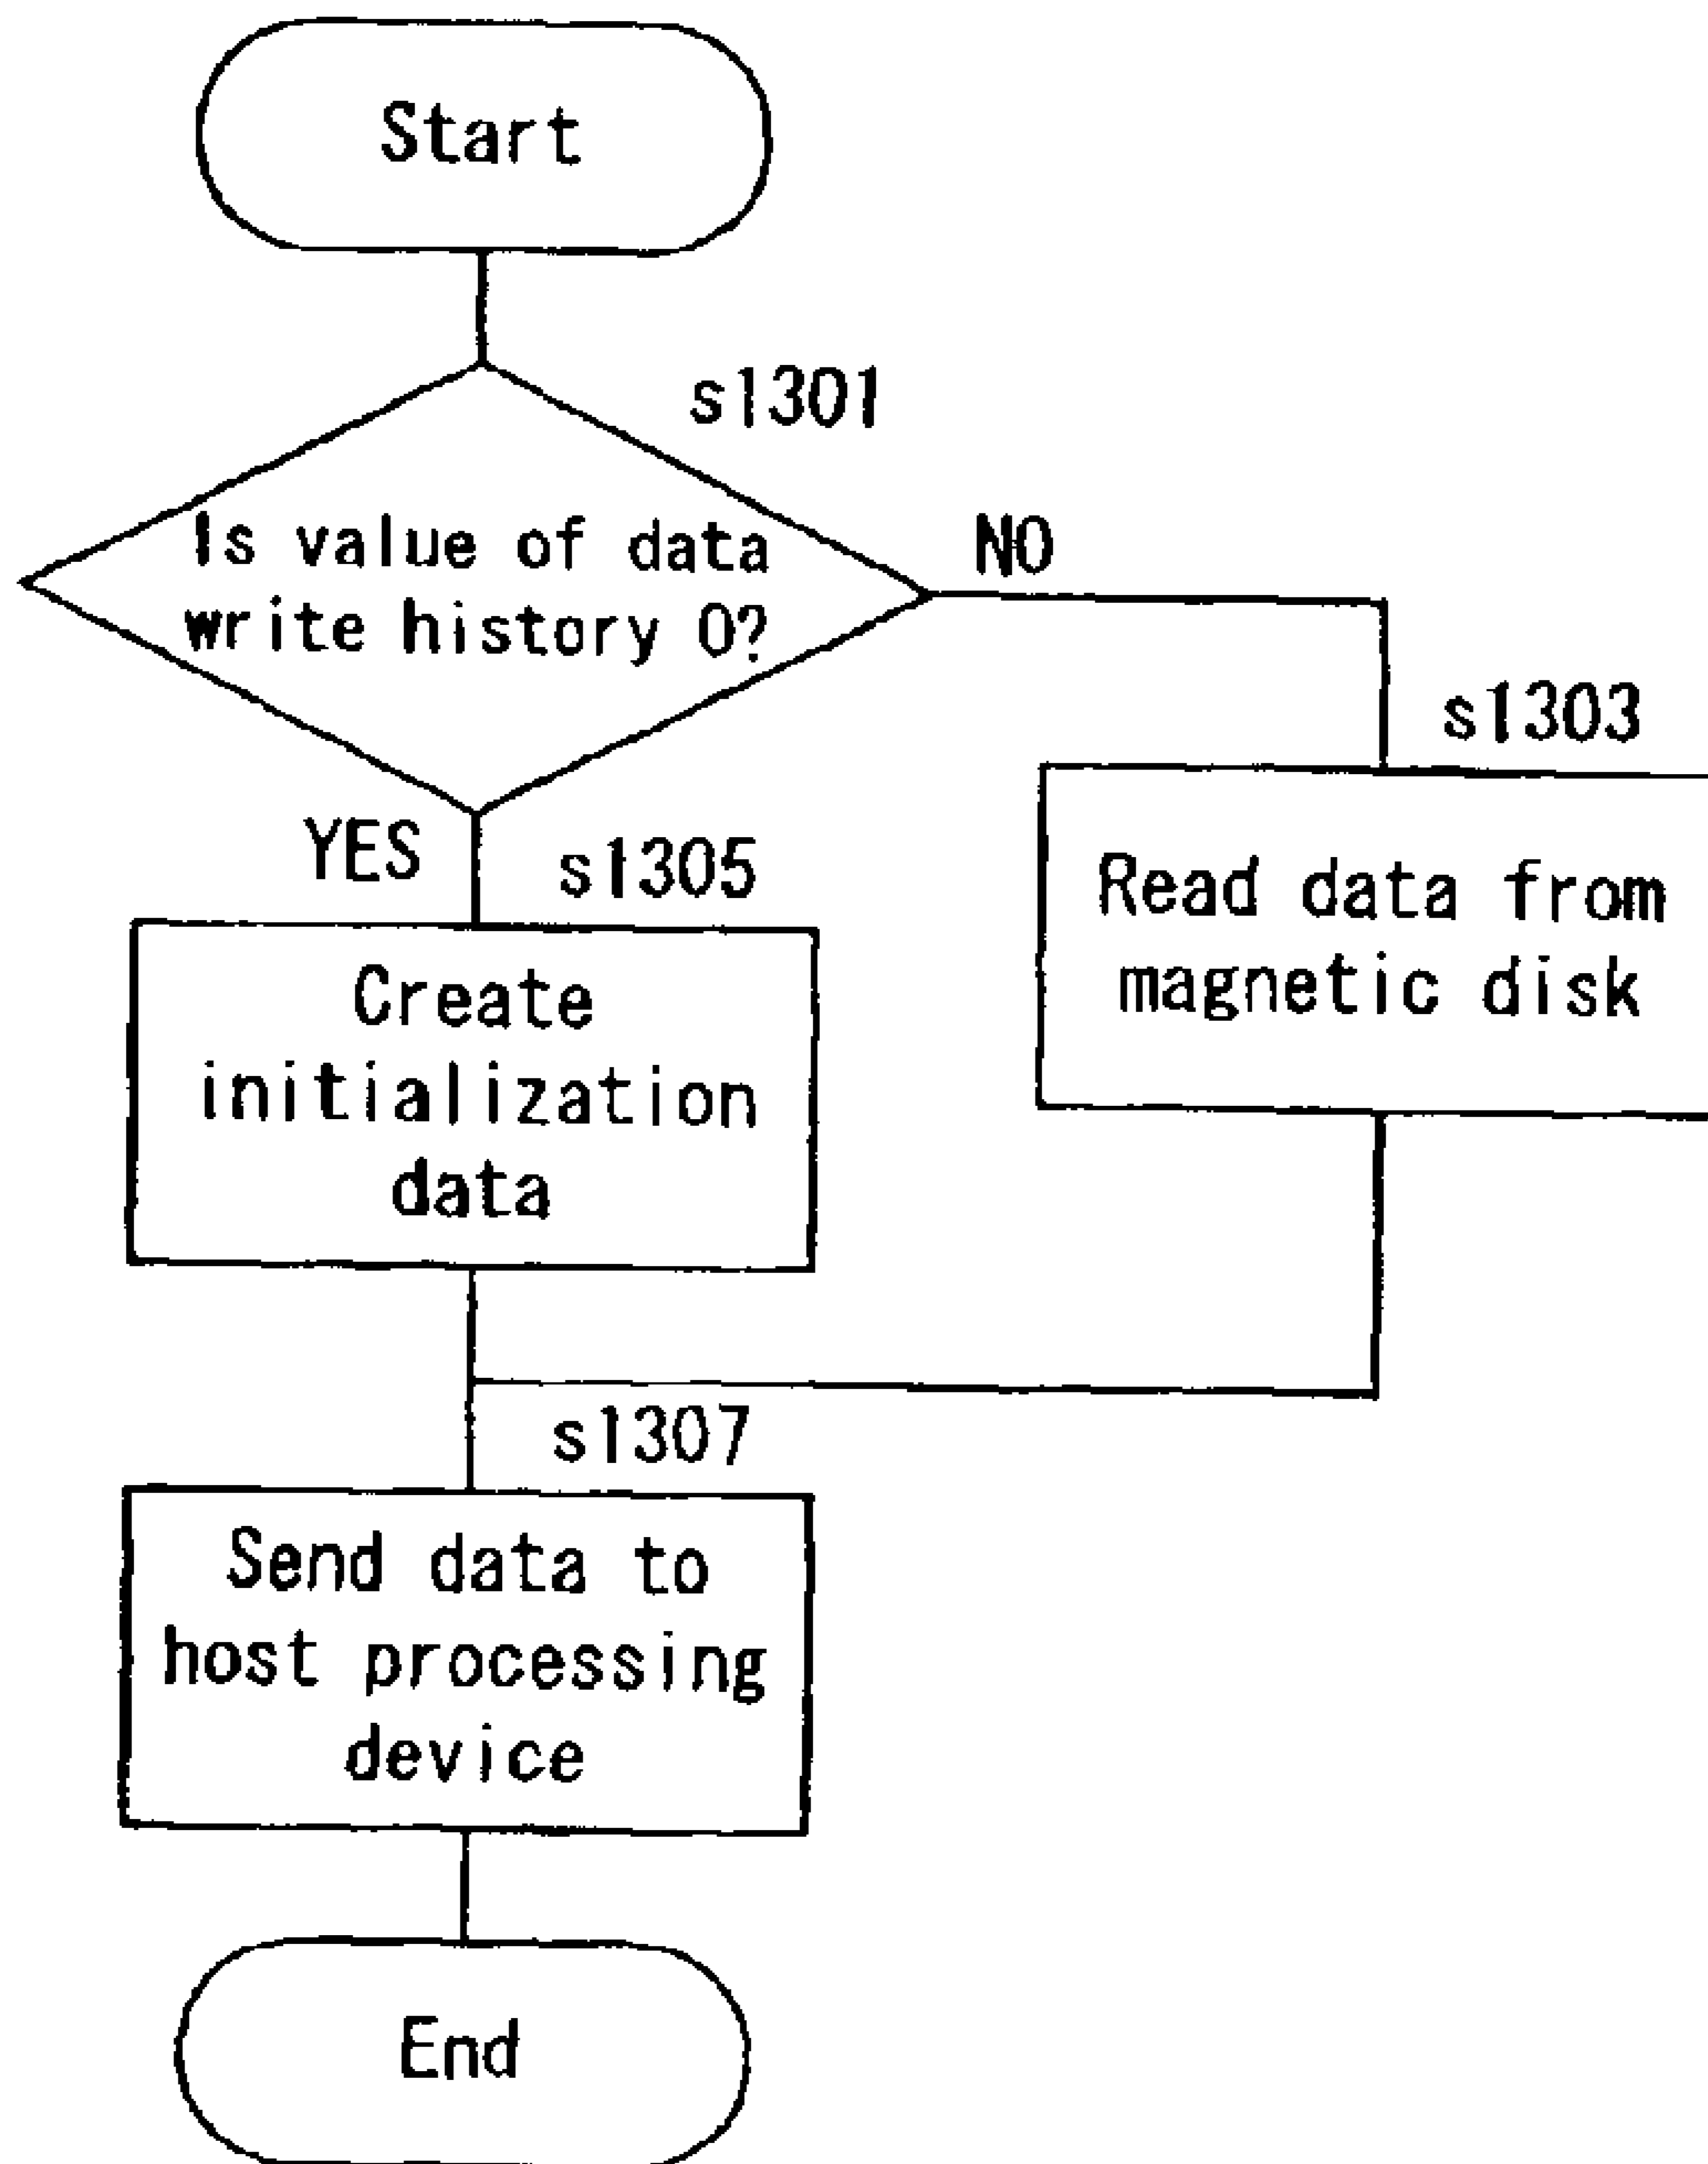 Start
s1301
Is value of data
write history 0?
NO
s1303
YES
s1305
Read data from
magnetic disk
Create
initialization
data
s1307
Send data to
host processing
device
End